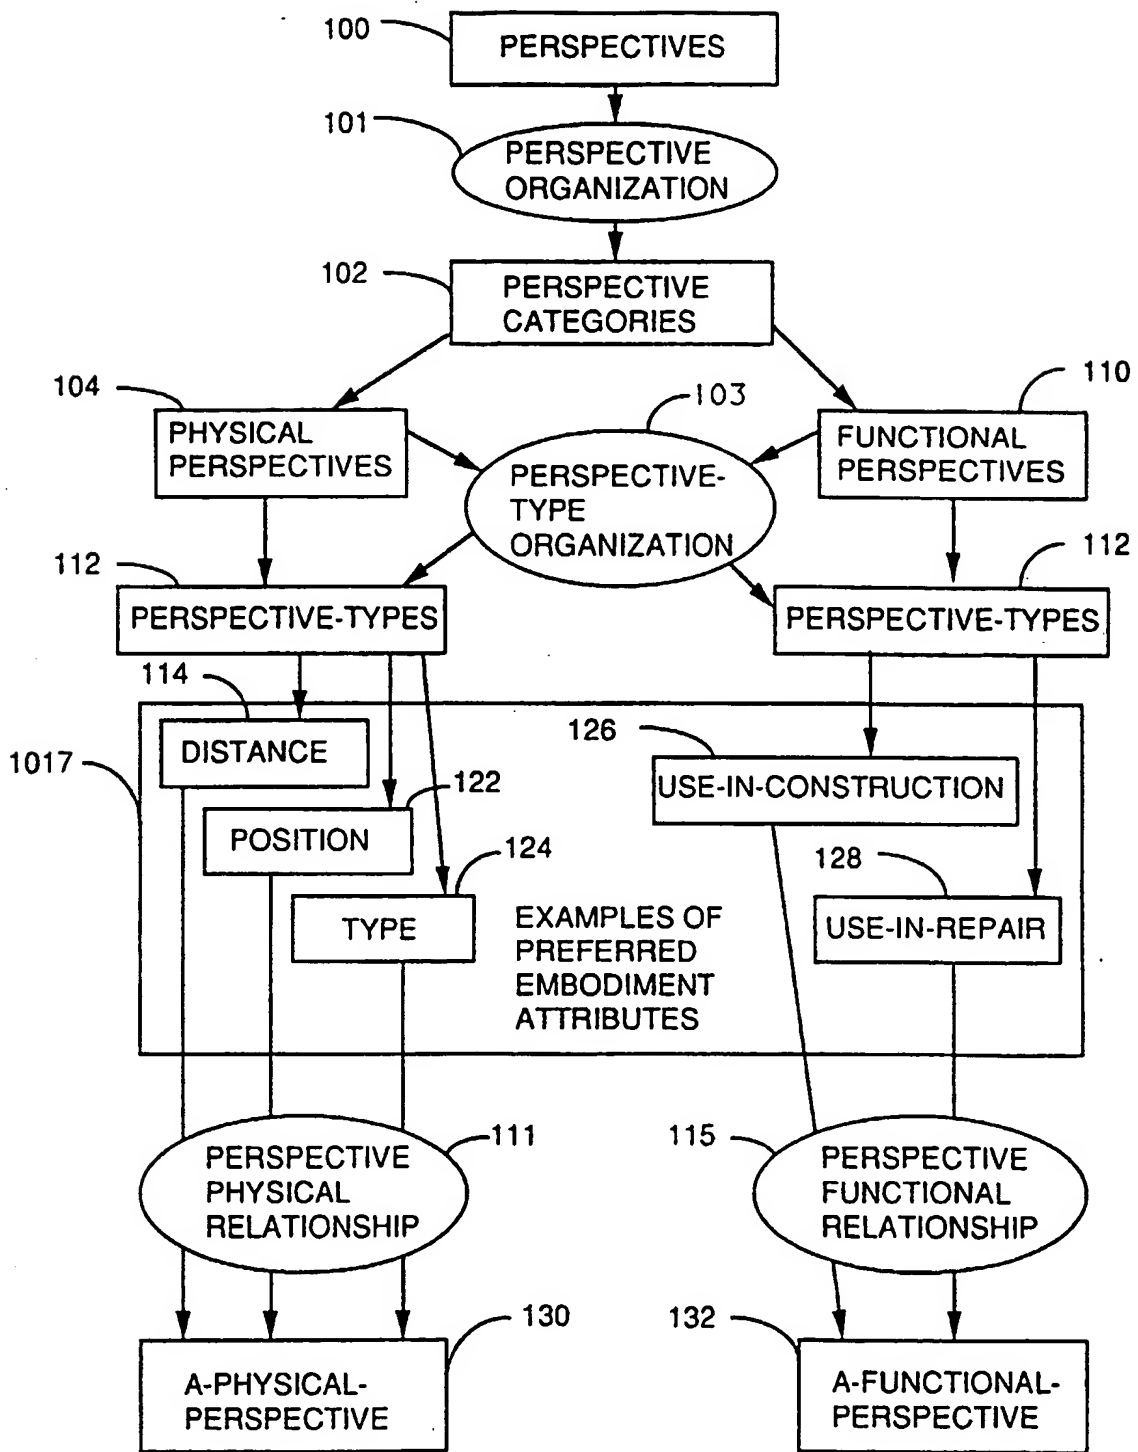 100
PERSPECTIVES
101
PERSPECTIVE
ORGANIZATION
102
PERSPECTIVE
CATEGORIES
104
103
110
PHYSICAL
PERSPECTIVES
PERSPECTIVE-
TYPE
ORGANIZATION
FUNCTIONAL
PERSPECTIVES
112
112
PERSPECTIVE-TYPES
PERSPECTIVE-TYPES
114
DISTANCE
126
1017
122
USE-IN-CONSTRUCTION
POSITION
124
128
TYPE
EXAMPLES OF
PREFERRED
EMBODIMENT
ATTRIBUTES
USE-IN-REPAIR
111
115
PERSPECTIVE
PHYSICAL
RELATIONSHIP
PERSPECTIVE
FUNCTIONAL
RELATIONSHIP
130
132
A-PHYSICAL-
PERSPECTIVE
A-FUNCTIONAL-
PERSPECTIVE